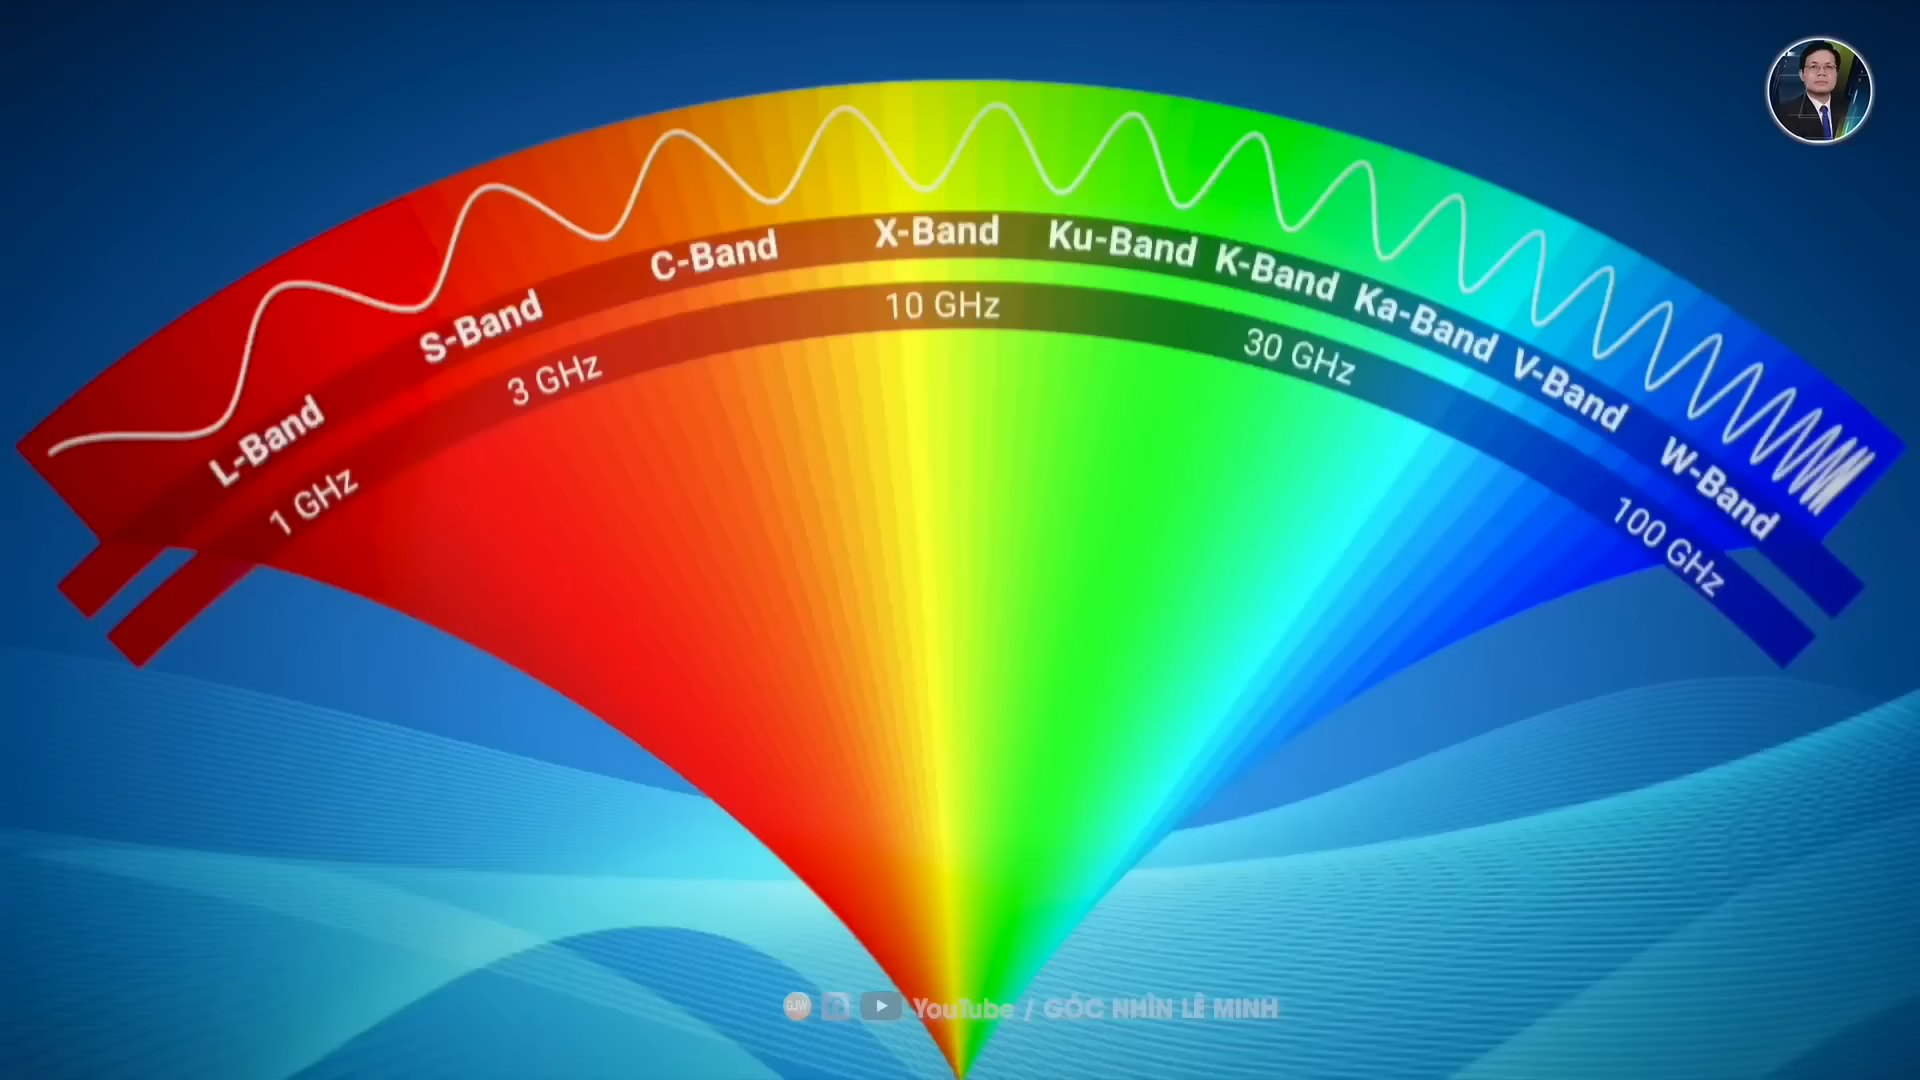 L-Band
S-Band
C-Band
X-Band
Ku-Band
K-Band
Ka-Band
V-Band
W-Band
1 GHz
3 GHz
10 GHz
30 GHz
100 GHz
YouTube / GÓC NHÌN LÊ MINH